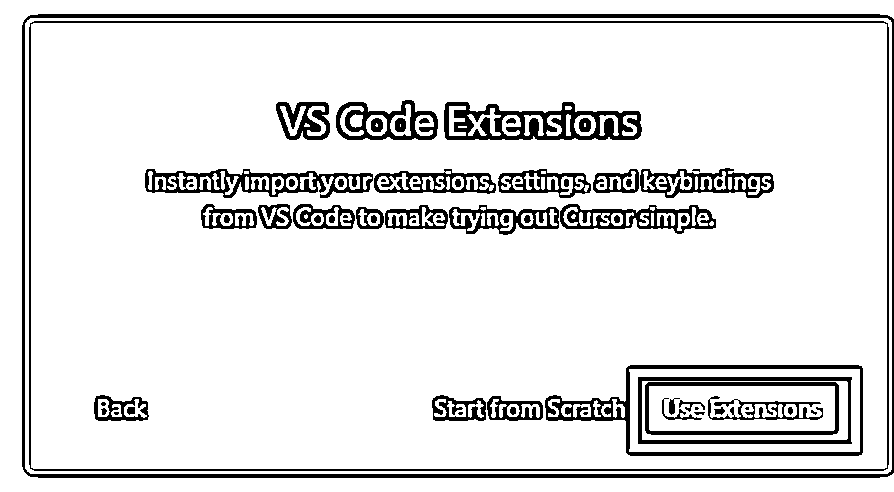 VS Code Extensions
Instantly import your extensions, settings, and keybindings
from VS Code to make trying out Cursor simple.
Back
Start from Scratch
Use Extensions